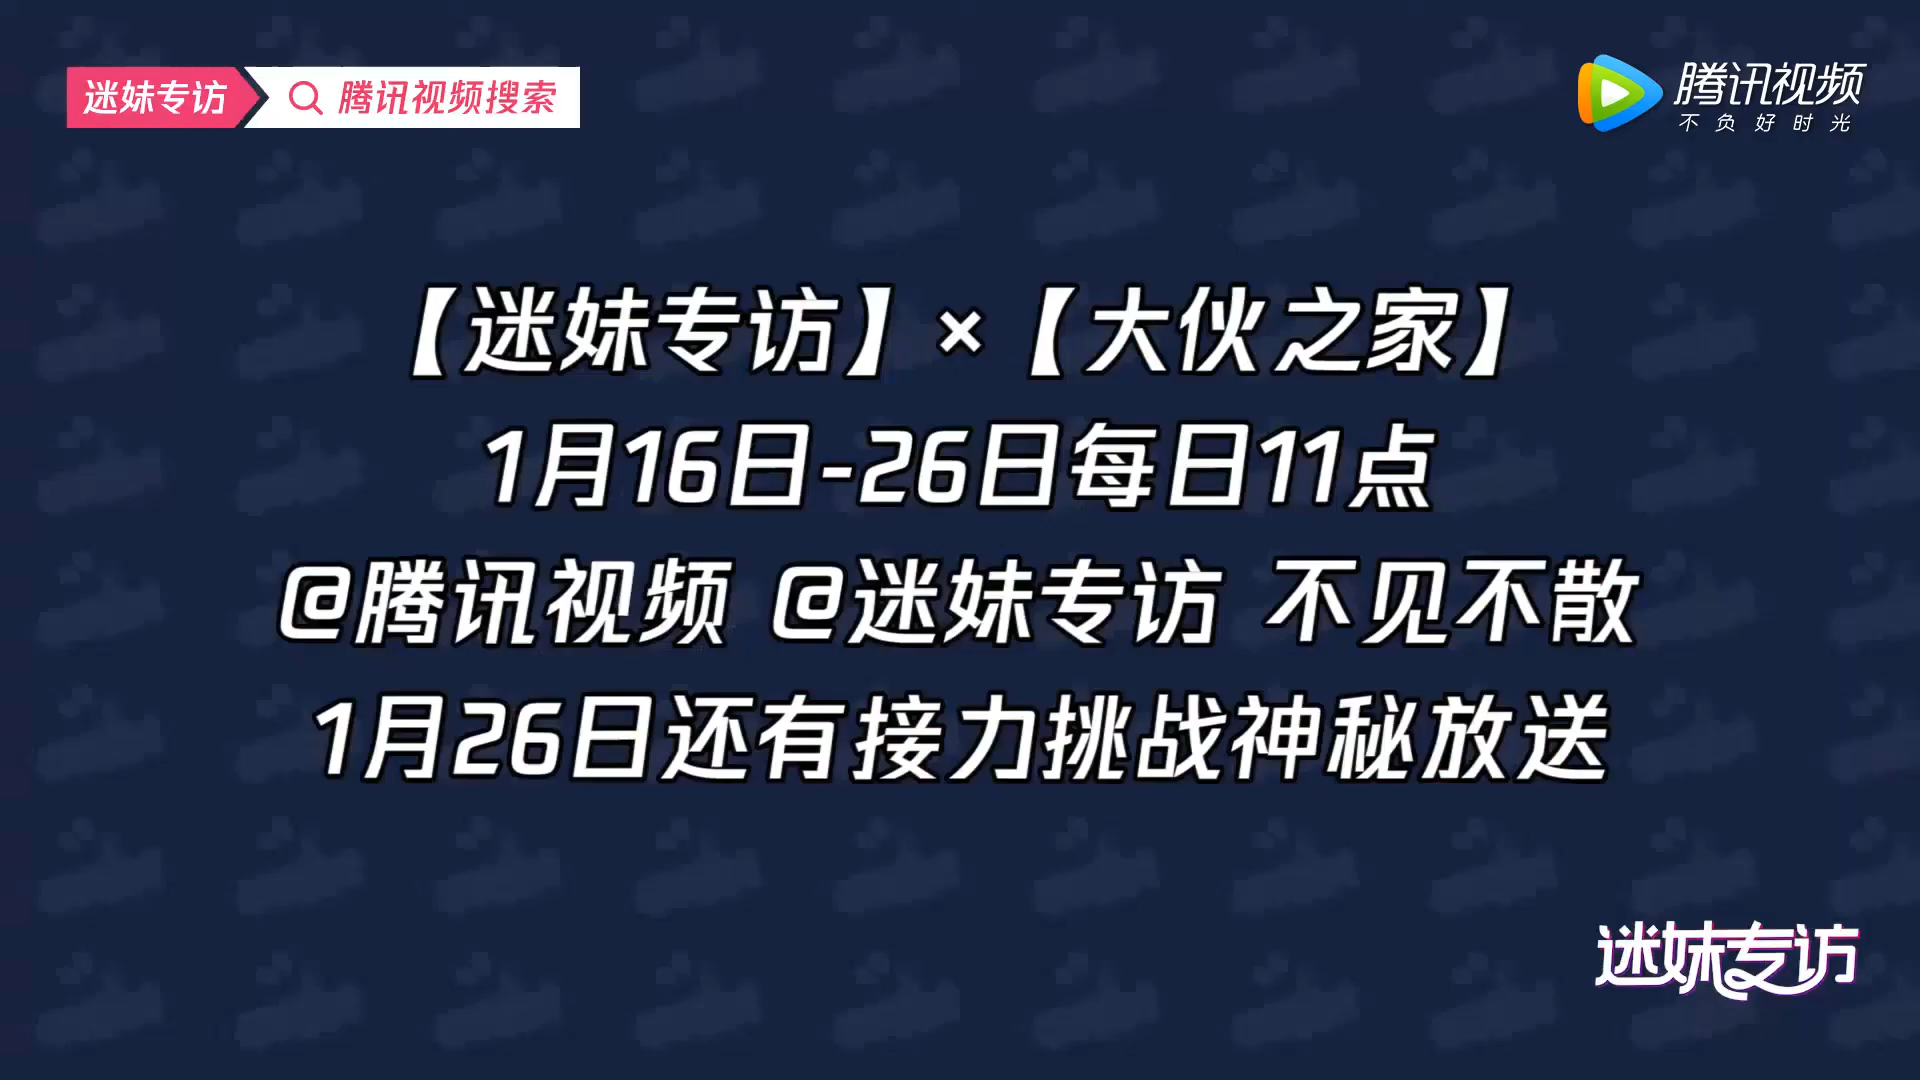 迷妹专访 腾讯视频搜索
腾讯视频
不负好时光
【迷妹专访】×【大伙之家】
1月16日-26日每日11点
@腾讯视频 @迷妹专访 不见不散
1月26日还有接力挑战神秘放送
迷妹专访